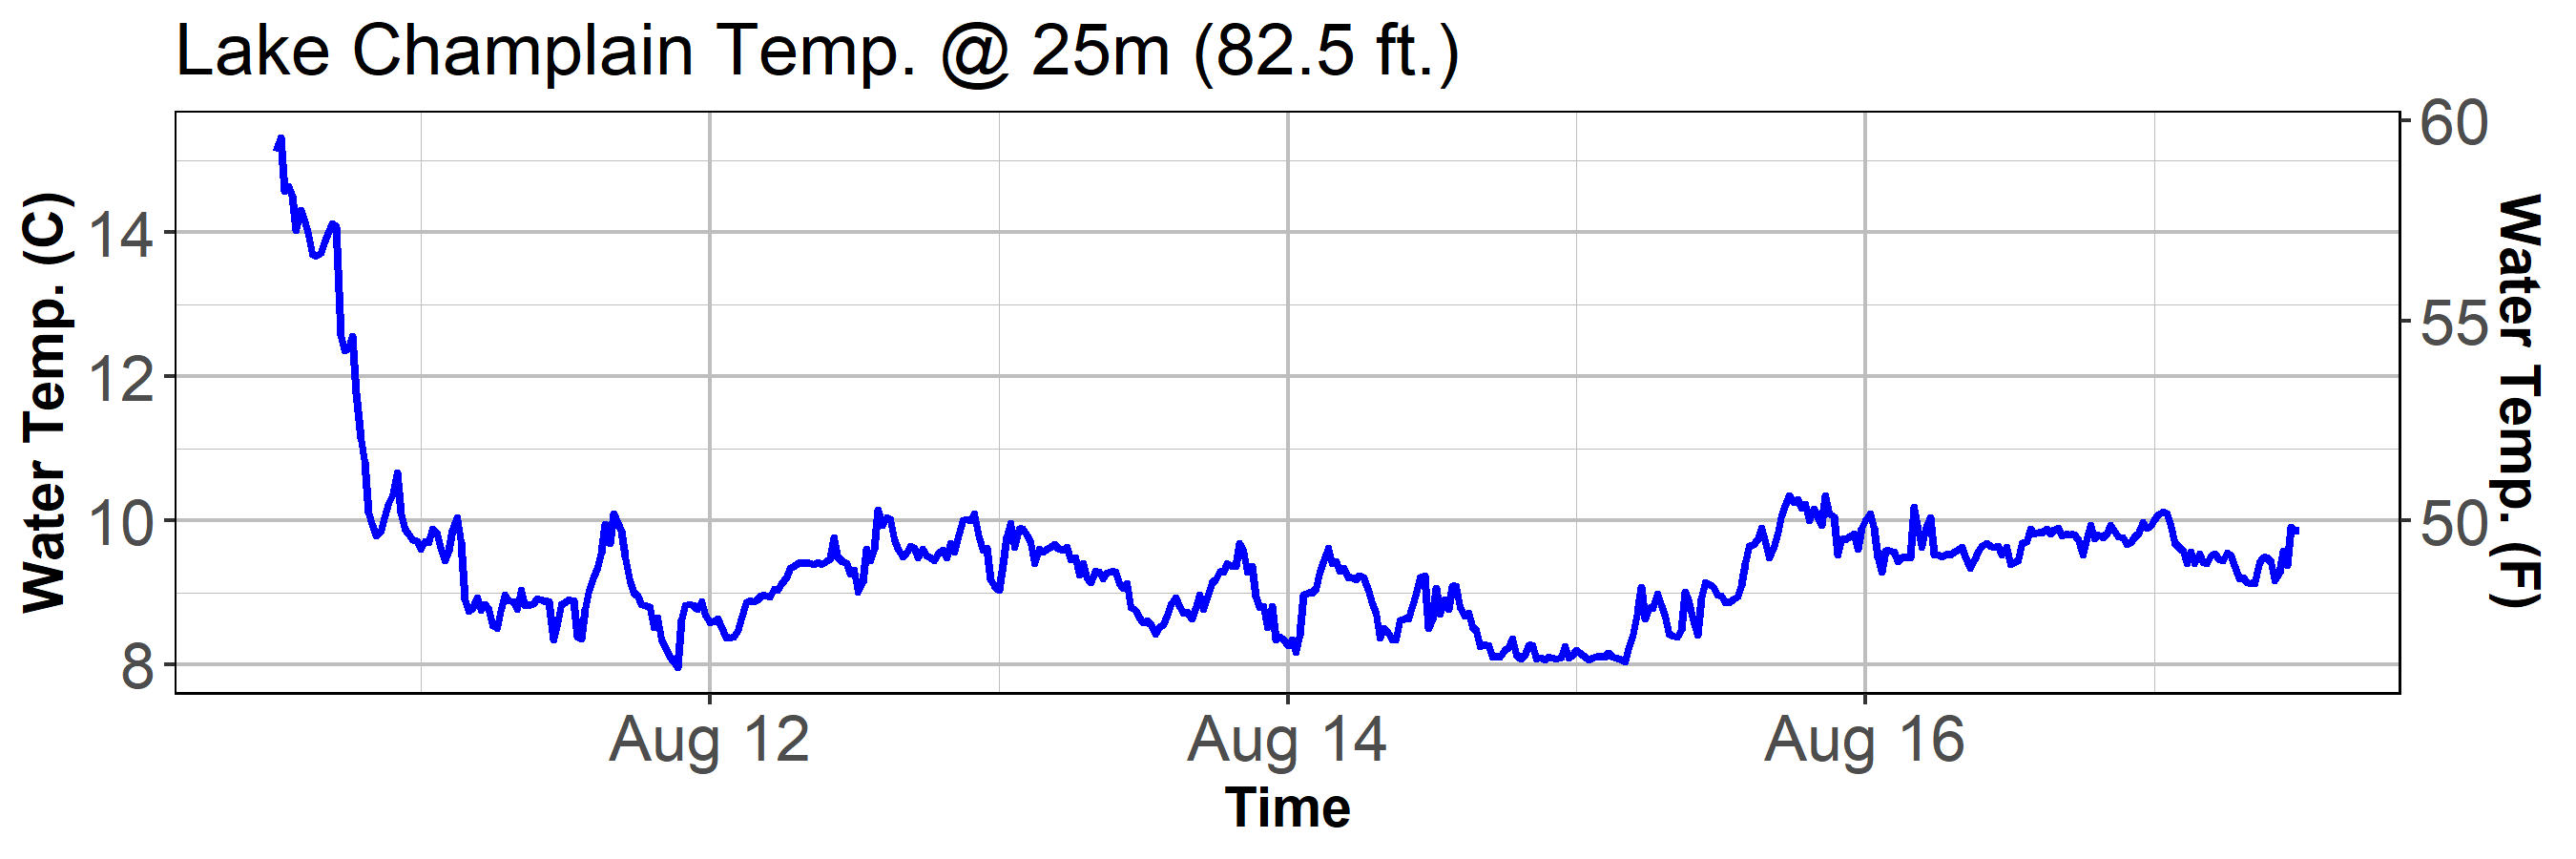 Lake Champlain Temp. @ 25m (82.5 ft.)
Water Temp. (C)
14
12
10
8
60
55
50
Water Temp. (F)
Aug 12
Aug 14
Aug 16
Time